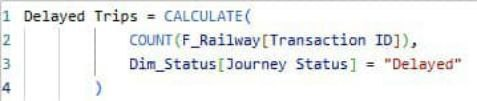 1 Delayed Trips = CALCULATE(
2 COUNT(F_Railway[Transaction ID]),
3 Dim_Status[Journey Status] = "Delayed"
4 )